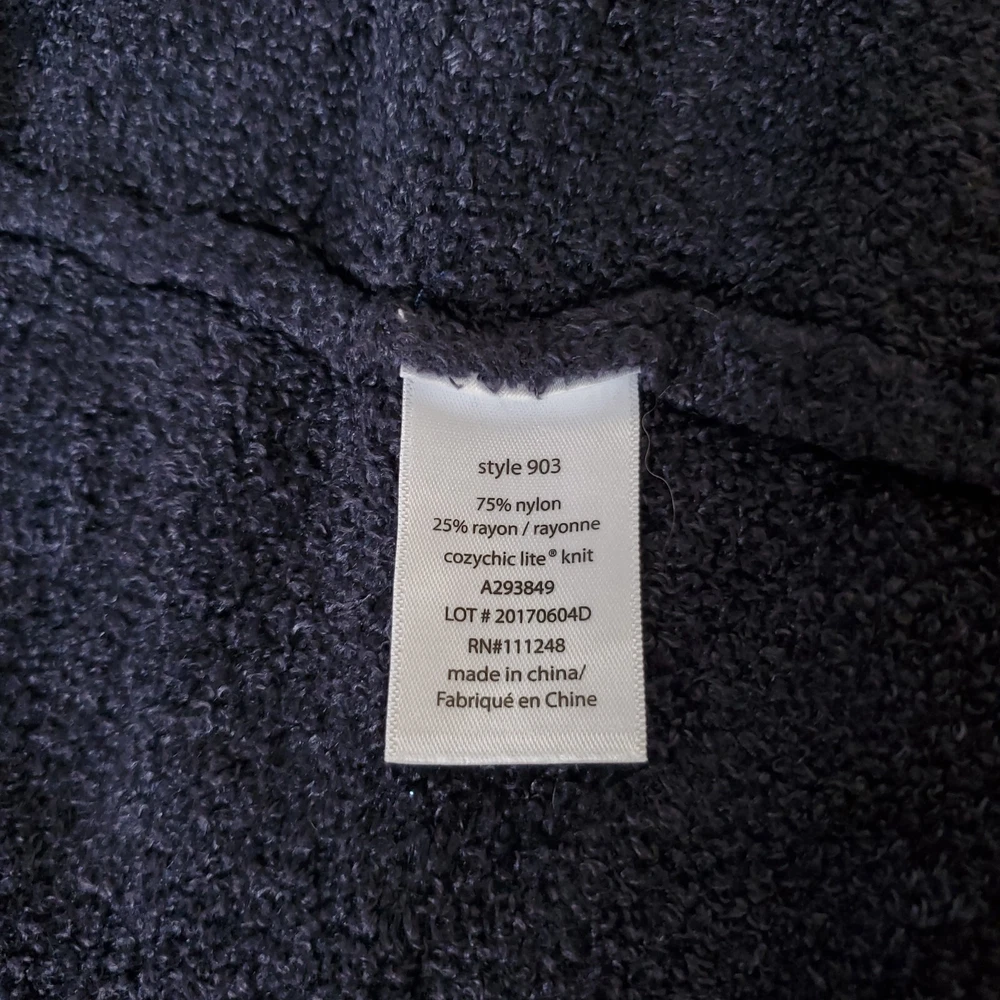 style 903
75% nylon
25% rayon / rayonne
cozychic lite® knit
A293849
LOT # 20170604D
RN#111248
made in china/
Fabriqué en Chine